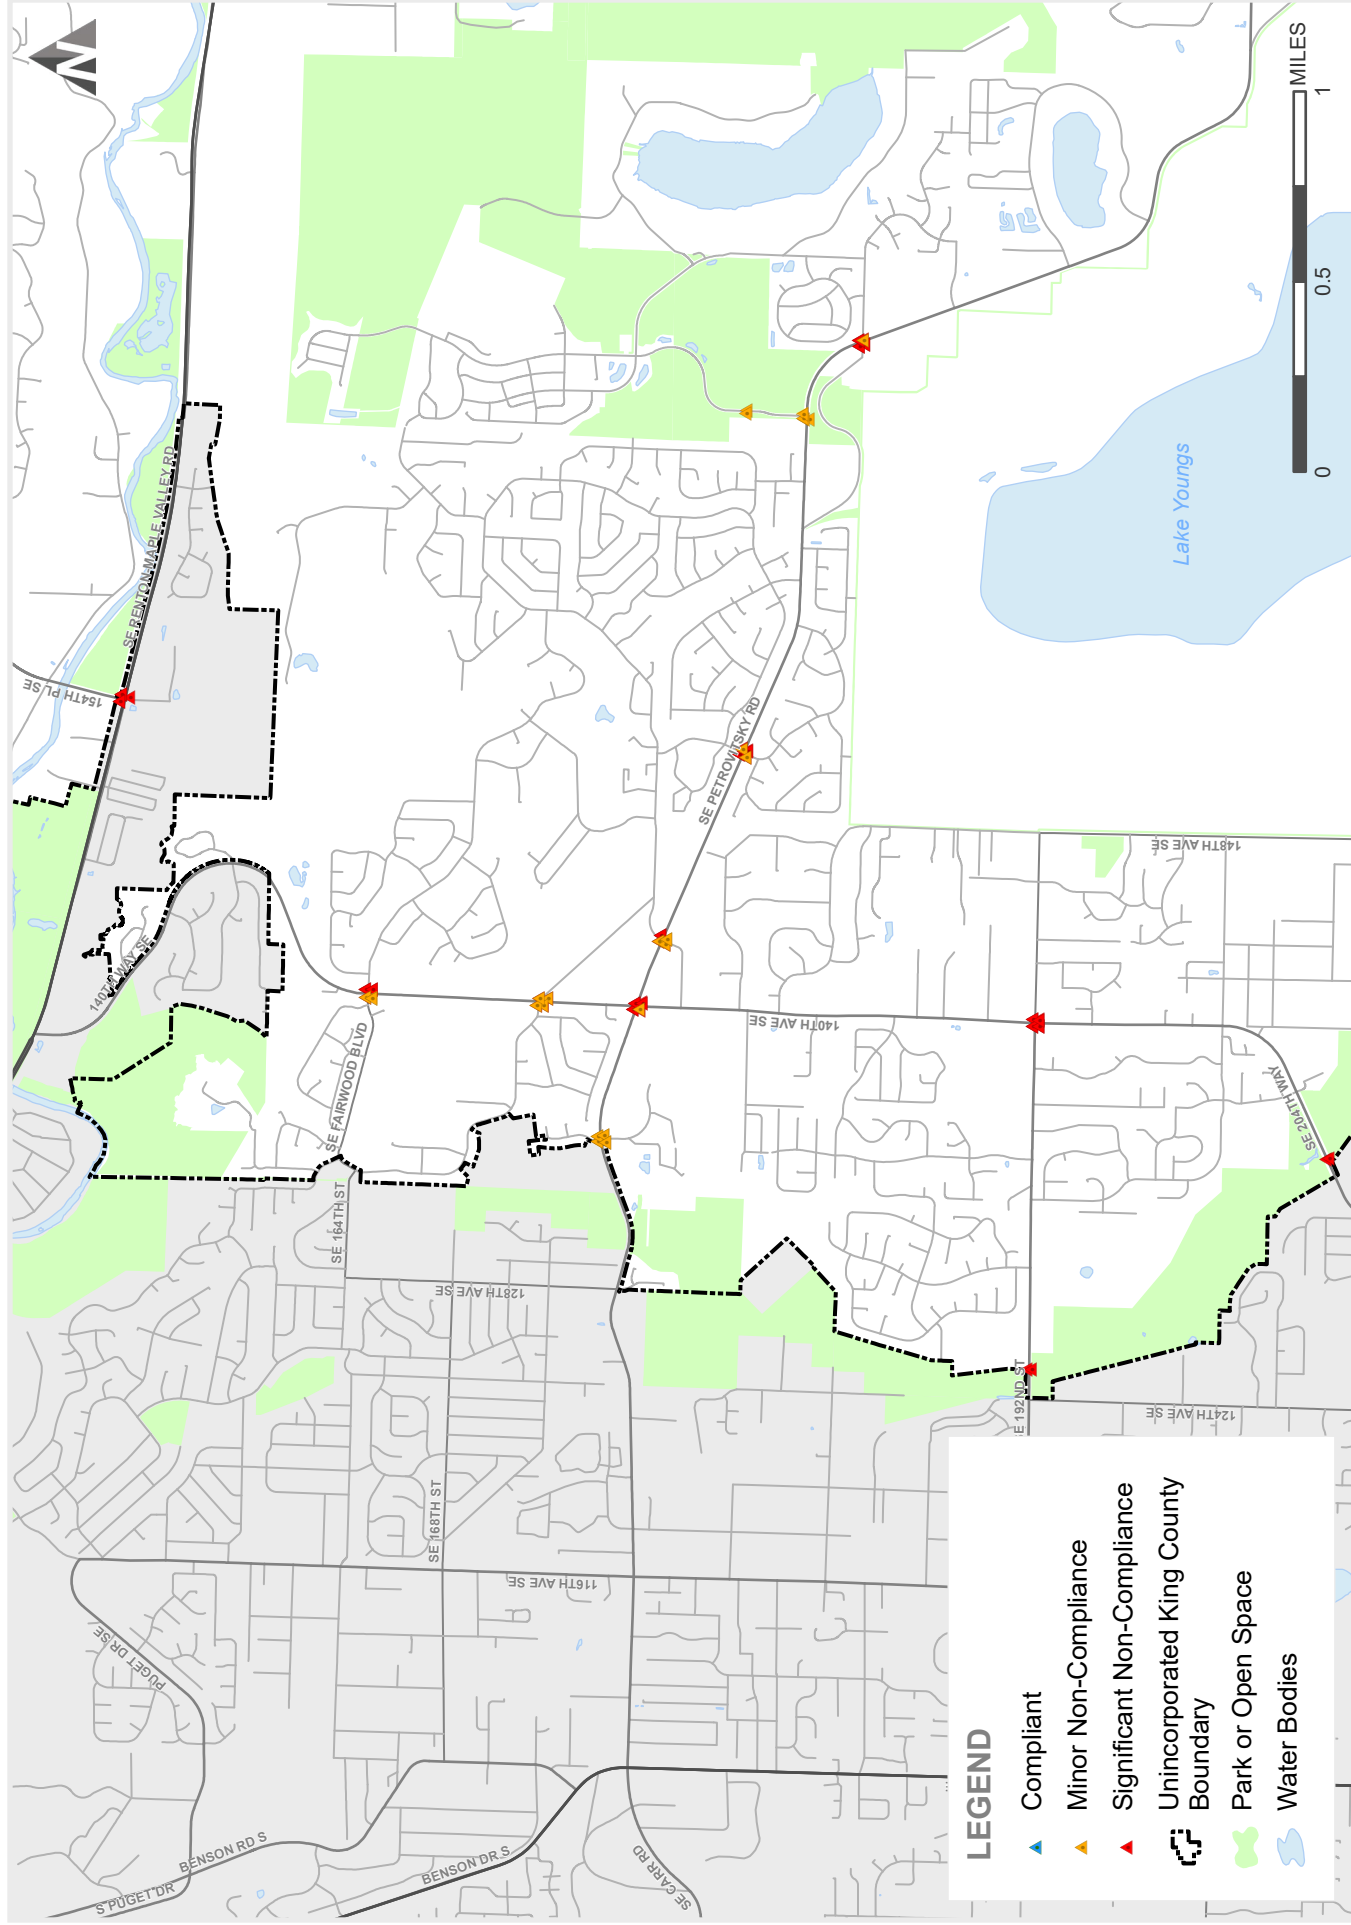 N
154TH PL SE
SE RENTON MAPLE VALLEY RD
140TH WAY SE
SE FAIRWOOD BLVD
SE 164TH ST
128TH AVE SE
SE 168TH ST
116TH AVE SE
PUGET DR SE
BENSON RD S
S PUGET DR
BENSON DR S
SE CARR RD
SE PETROVITSKY RD
140TH AVE SE
148TH AVE SE
SE 204TH WAY
E 192ND ST
124TH AVE SE
Lake Youngs
0 0.5 1
MILES
LEGEND
Compliant
Minor Non-Compliance
Significant Non-Compliance
Unincorporated King County
Boundary
Park or Open Space
Water Bodies